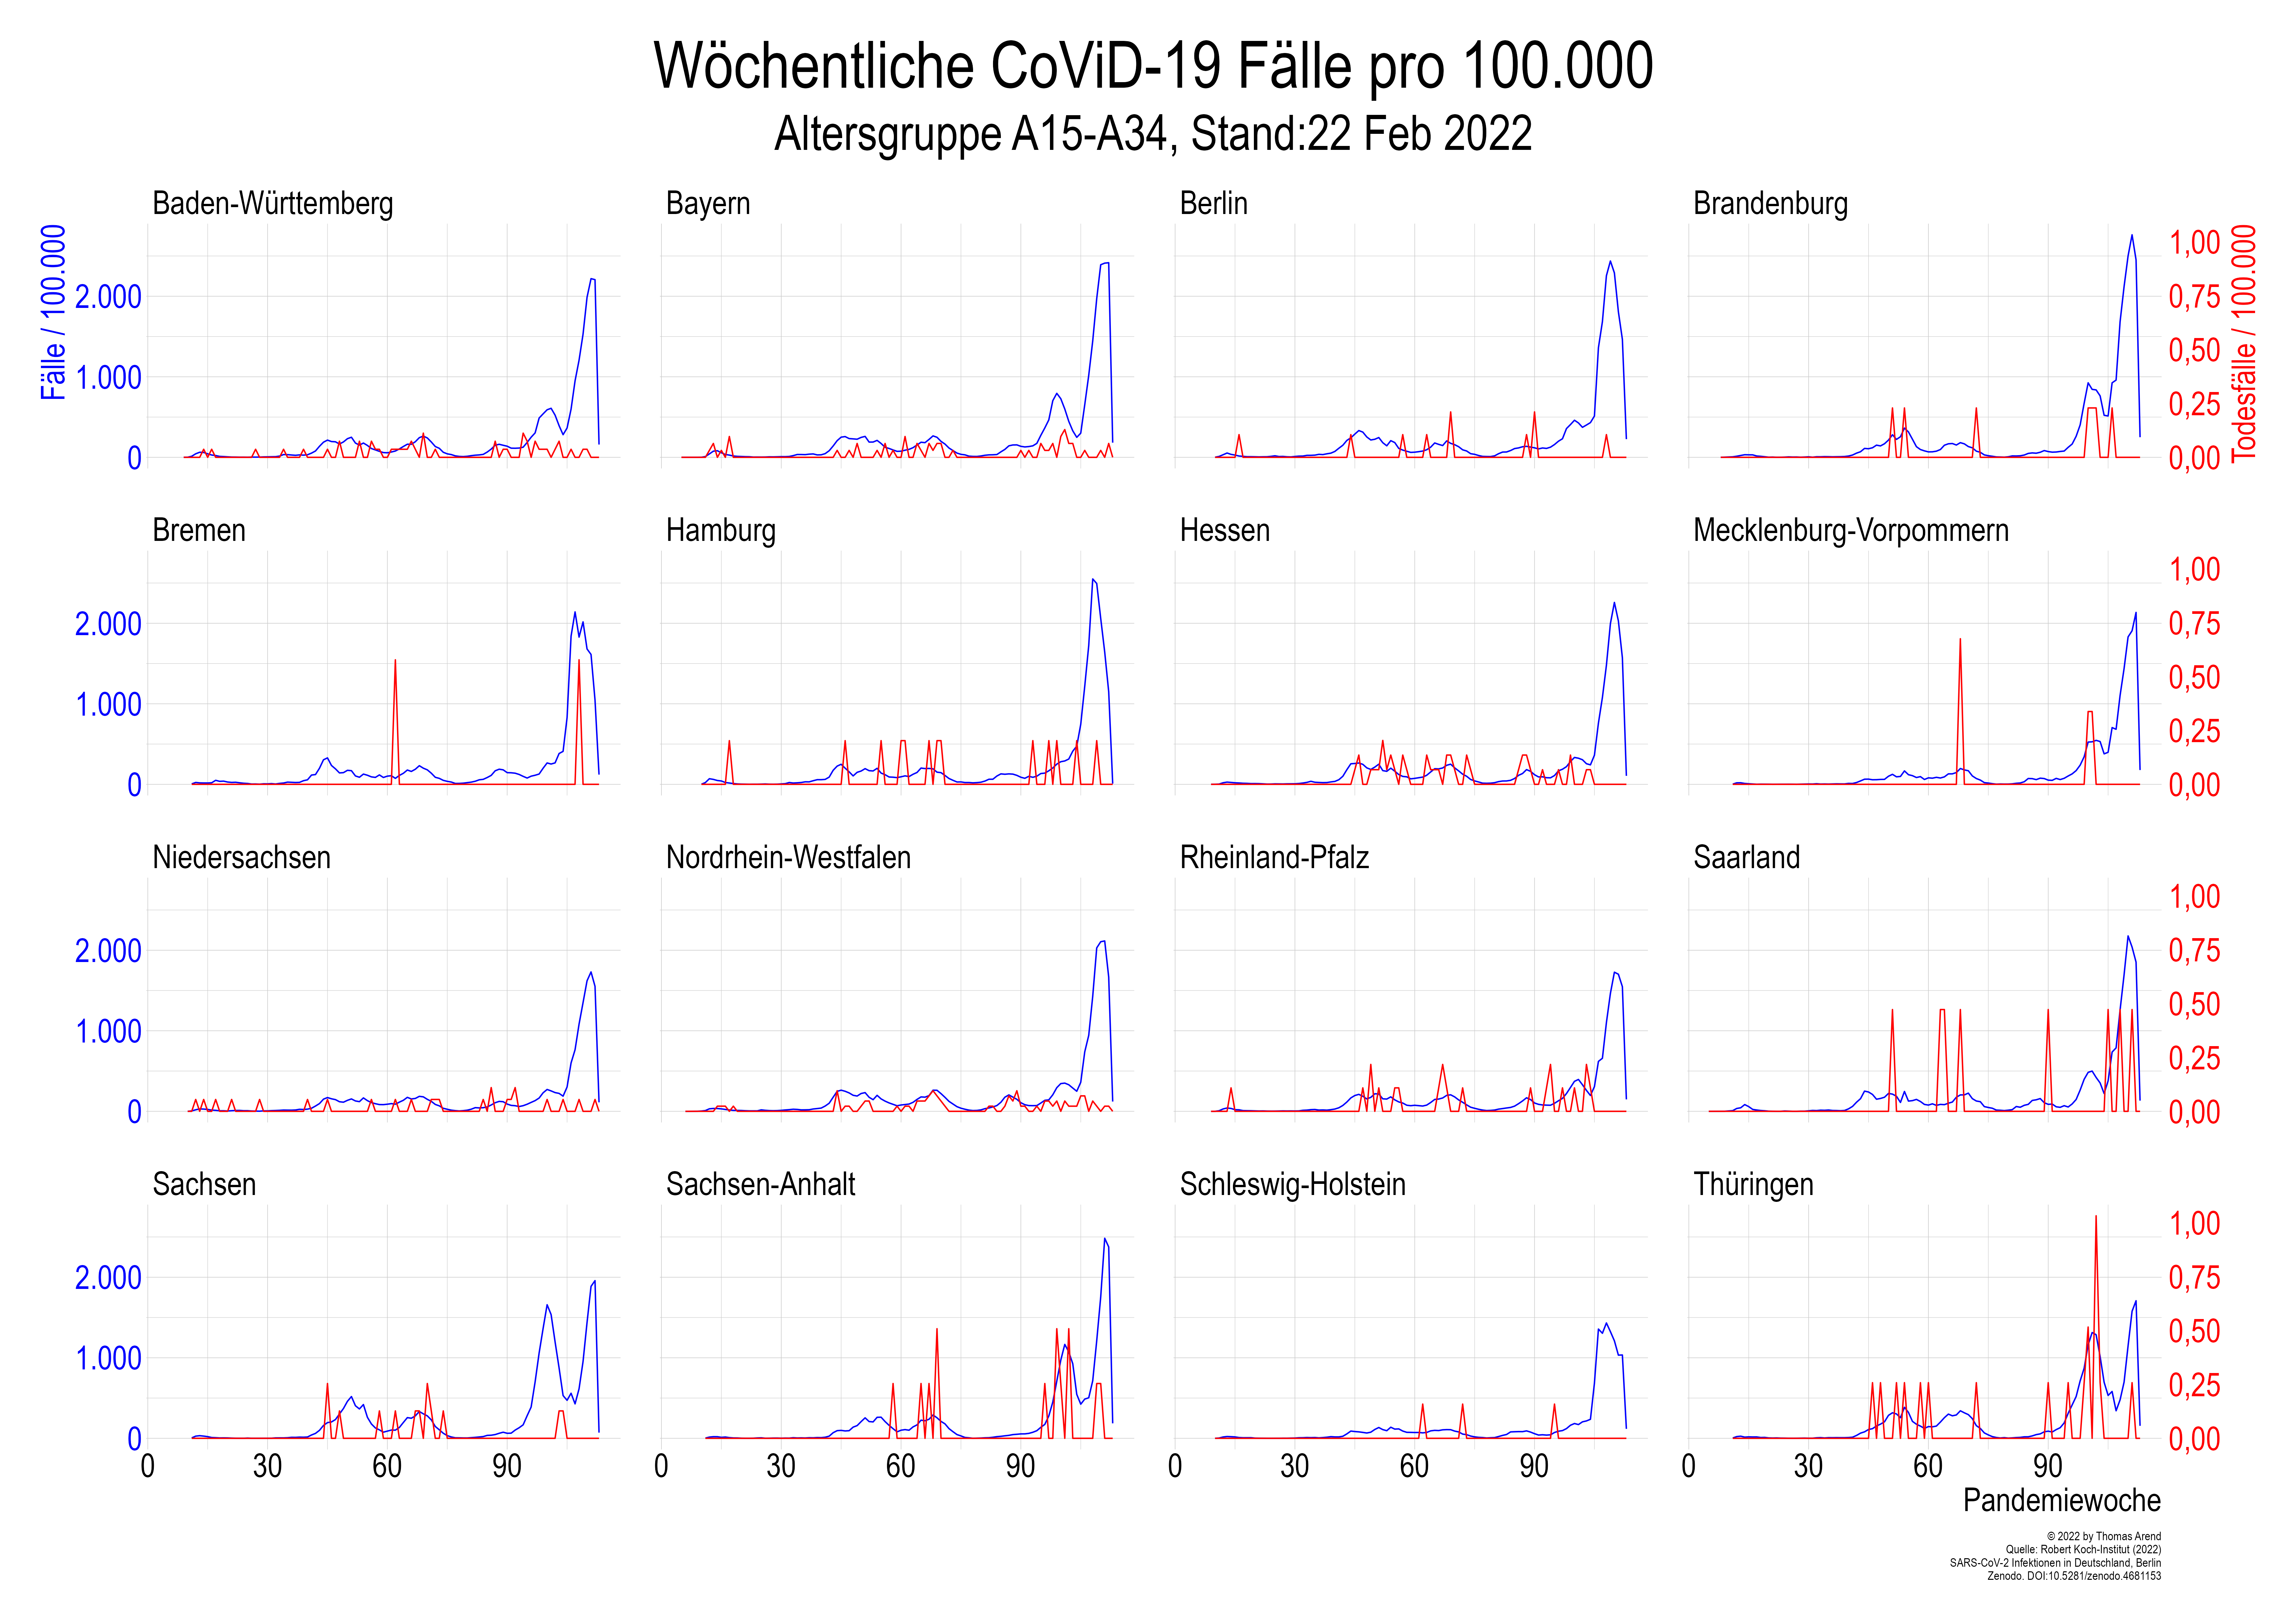 Wöchentliche CoViD-19 Fälle pro 100.000
Altersgruppe A15-A34, Stand:22 Feb 2022
Baden-Württemberg
Bayern
Berlin
Brandenburg
Fälle / 100.000
2.000
1.000
0
1,00
0,75
0,50
0,25
0,00
Todesfälle / 100.000
Bremen
Hamburg
Hessen
Mecklenburg-Vorpommern
2.000
1.000
0
1,00
0,75
0,50
0,25
0,00
Niedersachsen
Nordrhein-Westfalen
Rheinland-Pfalz
Saarland
2.000
1.000
0
1,00
0,75
0,50
0,25
0,00
Sachsen
Sachsen-Anhalt
Schleswig-Holstein
Thüringen
2.000
1.000
0
1,00
0,75
0,50
0,25
0,00
0 30 60 90
0 30 60 90
0 30 60 90
0 30 60 90
Pandemiewoche
© 2022 by Thomas Arend
Quelle: Robert Koch-Institut (2022)
SARS-CoV-2 Infektionen in Deutschland, Berlin
Zenodo. DOI:10.5281/zenodo.4681153